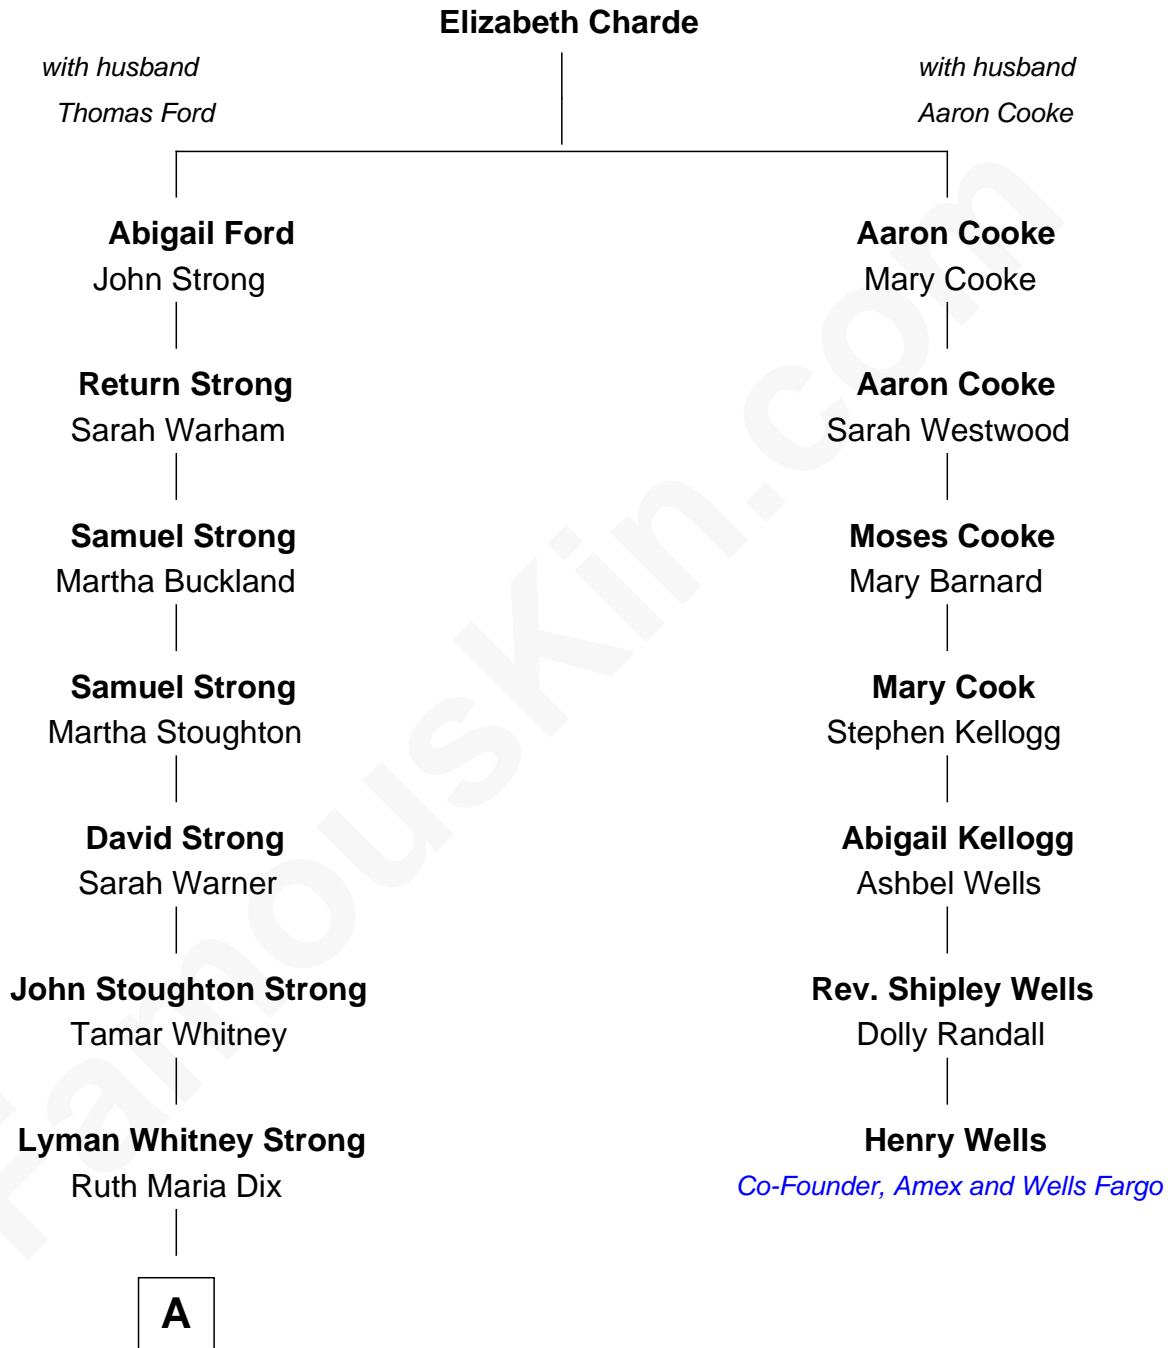 Elizabeth Charde
with husband
Thomas Ford
with husband
Aaron Cooke
Abigail Ford
John Strong
Aaron Cooke
Mary Cooke
Return Strong
Sarah Warham
Aaron Cooke
Sarah Westwood
Samuel Strong
Martha Buckland
Moses Cooke
Mary Barnard
Samuel Strong
Martha Stoughton
Mary Cook
Stephen Kellogg
David Strong
Sarah Warner
Abigail Kellogg
Ashbel Wells
John Stoughton Strong
Tamar Whitney
Rev. Shipley Wells
Dolly Randall
Lyman Whitney Strong
Ruth Maria Dix
Henry Wells
Co-Founder, Amex and Wells Fargo
A
FamousKin.com